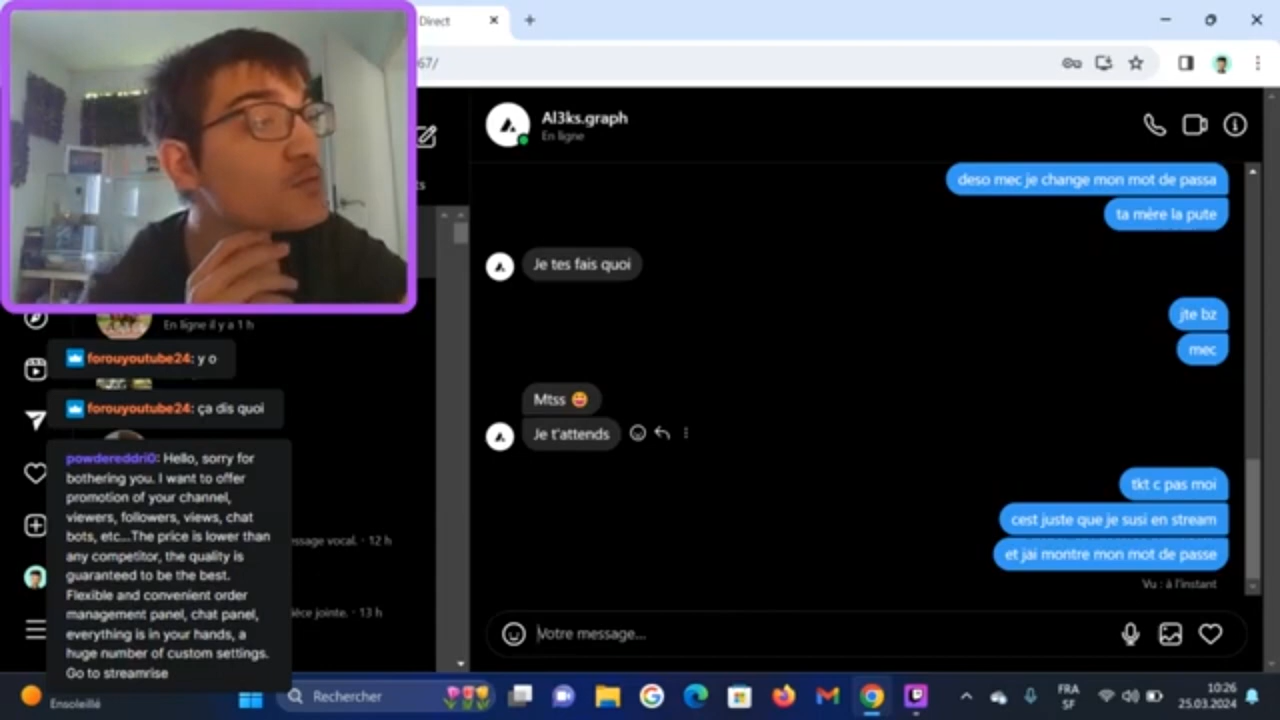 Direct
67/
Al3ks.graph
En ligne
ts
deso mec je change mon mot de passa
ta mère la pute
Je tes fais quoi
jte bz
mec
Mtss 😄
Je t'attends
tkt c pas moi
cest juste que je susi en stream
et jai montre mon mot de passe
Vu : à l'instant
Votre message...
En ligne il y a 1 h
forouyoutube24: y o
forouyoutube24: ça dis quoi
powdereddri0: Hello, sorry for
bothering you. I want to offer
promotion of your channel,
viewers, followers, views, chat
bots, etc...The price is lower than
any competitor, the quality is
guaranteed to be the best.
Flexible and convenient order
management panel, chat panel,
everything is in your hands, a
huge number of custom settings.
Go to streamrise
essage vocal. · 12 h
ièce jointe. · 13 h
Ensoleillé
Rechercher
FRA
SF
10:26
25.03.2024